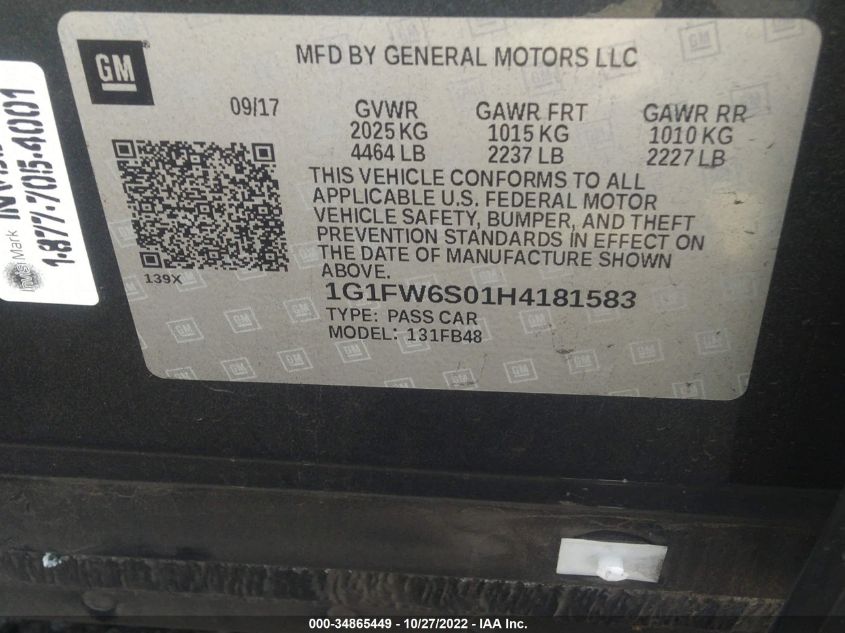 GM
MFD BY GENERAL MOTORS LLC
09/17
GVWR GAWR FRT GAWR RR
2025 KG 1015 KG 1010 KG
4464 LB 2237 LB 2227 LB
THIS VEHICLE CONFORMS TO ALL
APPLICABLE U.S. FEDERAL MOTOR
VEHICLE SAFETY, BUMPER, AND THEFT
PREVENTION STANDARDS IN EFFECT ON
THE DATE OF MANUFACTURE SHOWN
ABOVE.
139X
1G1FW6S01H4181583
TYPE: PASS CAR
MODEL: 131FB48
Mark
1-877-705-4001
000-34865449 - 10/27/2022 - IAA Inc.